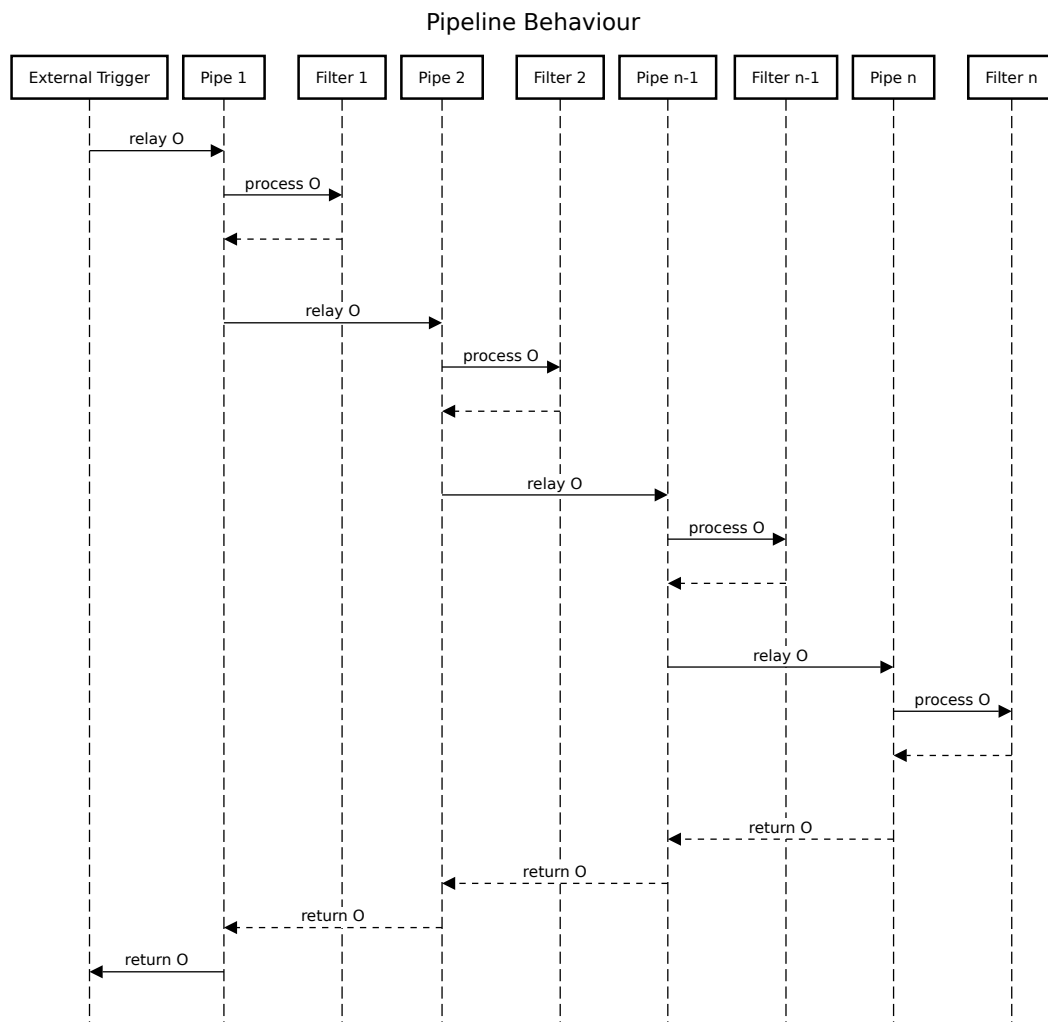 Pipeline Behaviour
External Trigger
Pipe 1
Filter 1
Pipe 2
Filter 2
Pipe n-1
Filter n-1
Pipe n
Filter n
relay O
process O
relay O
process O
relay O
process O
relay O
process O
return O
return O
return O
return O